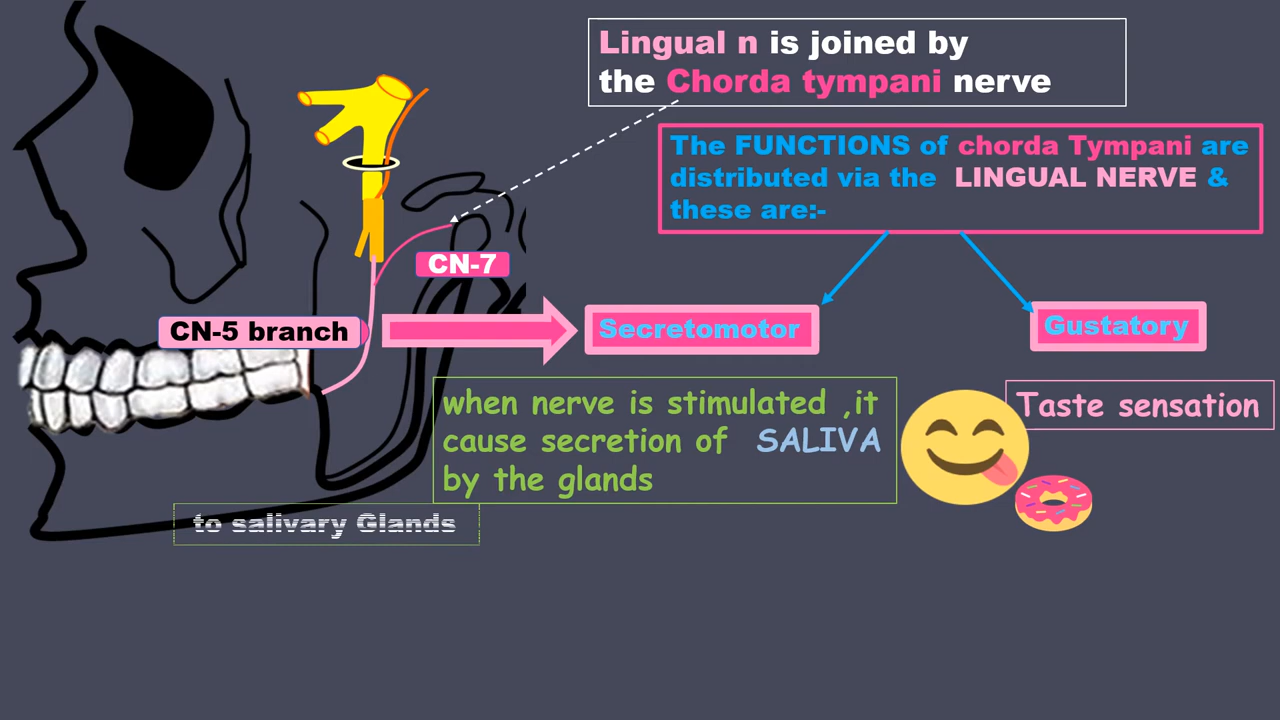 Lingual n is joined by
the Chorda tympani nerve
The FUNCTIONS of chorda Tympani are
distributed via the LINGUAL NERVE &
these are:-
CN-7
CN-5 branch
Secretomotor
Gustatory
when nerve is stimulated ,it
cause secretion of SALIVA
by the glands
Taste sensation
to salivary Glands